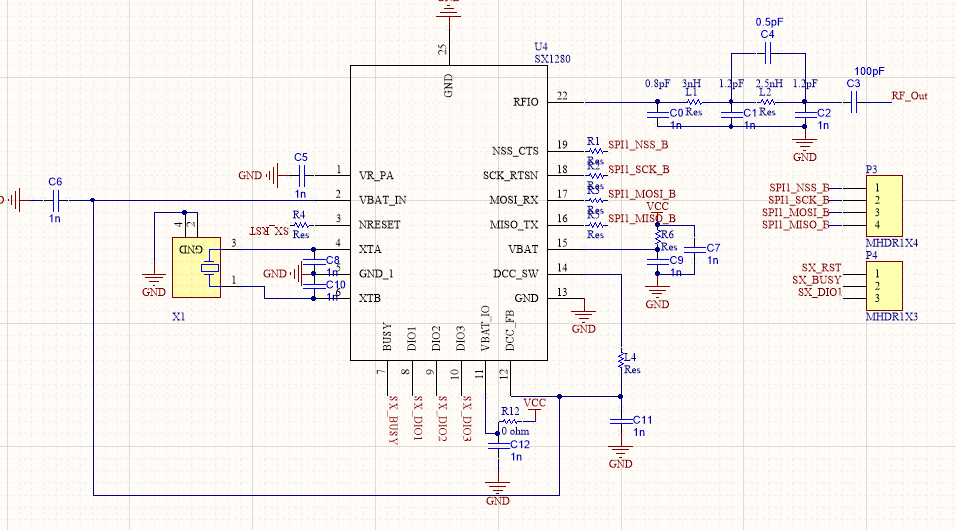 0.5pF
C4
100pF
C3
RF_Out
0.8pF
3nH
1.2pF
2.5nH
1.2pF
L1
L2
Res
Res
C0
1n
C1
1n
C2
1n
GND
GND
25
GND
U4
SX1280
RFIO
22
NSS_CTS
19
R1
Res
SPI1_NSS_B
SCK_RTSN
18
Res
SPI1_SCK_B
MOSI_RX
17
Res
SPI1_MOSI_B
MISO_TX
16
Res
SPI1_MISO_B
VCC
VBAT
15
R6
Res
C7
1n
C9
1n
GND
DCC_SW
14
GND
13
GND
GND
C5
1n
1
VR_PA
C6
1n
2
VBAT_IN
R4
Res
SX_RST
3
NRESET
4
XTA
C8
1n
GND
GND_1
C10
1n
XTB
4
2
GND
3
1
GND
X1
BUSY
DIO1
DIO2
DIO3
VBAT_IO
DCC_FB
7
8
9
10
11
12
SX_BUSY
SX_DIO1
SX_DIO2
SX_DIO3
R12
VCC
0 ohm
C12
1n
GND
L4
Res
C11
1n
GND
P3
SPI1_NSS_B
1
SPI1_SCK_B
2
SPI1_MOSI_B
3
SPI1_MISO_B
4
MHDR1X4
P4
SX_RST
1
SX_BUSY
2
SX_DIO1
3
MHDR1X3